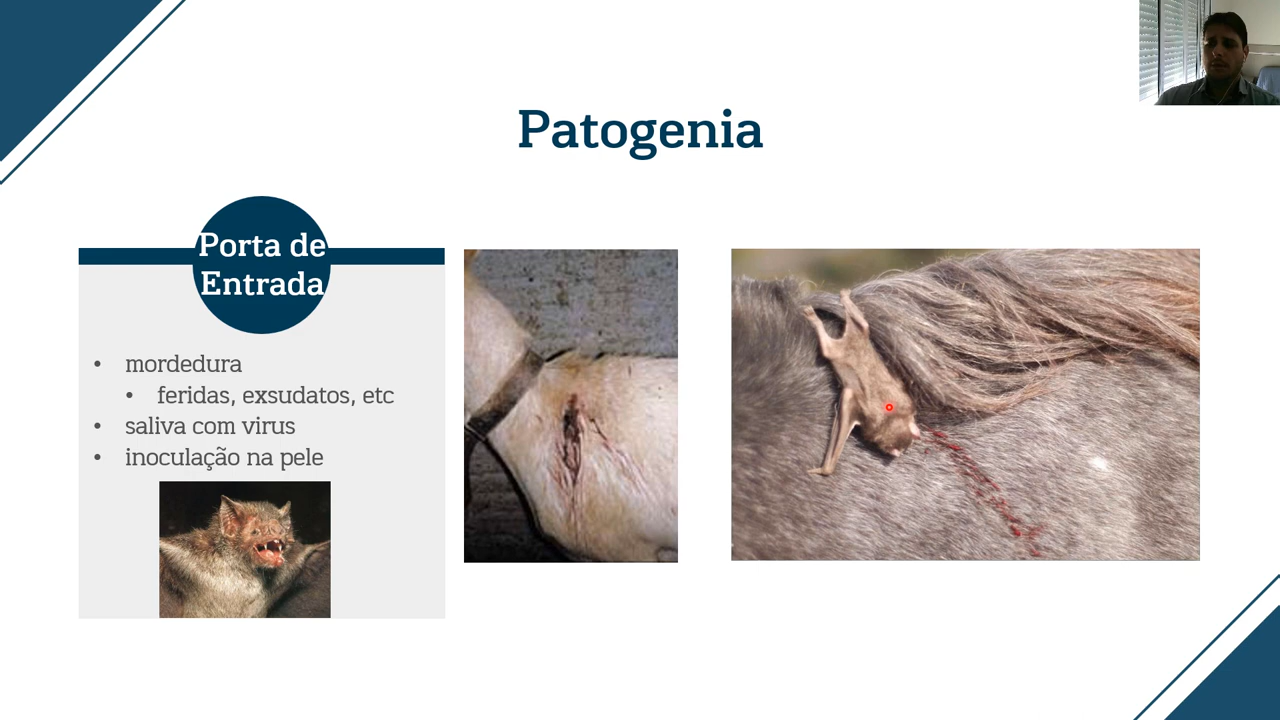 Patogenia
Porta de
Entrada
• mordedura
• feridas, exsudatos, etc
• saliva com virus
• inoculação na pele